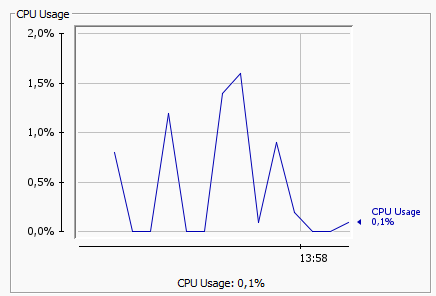 CPU Usage
2,0%
1,5%
1,0%
0,5%
0,0%
CPU Usage
0,1%
13:58
CPU Usage: 0,1%